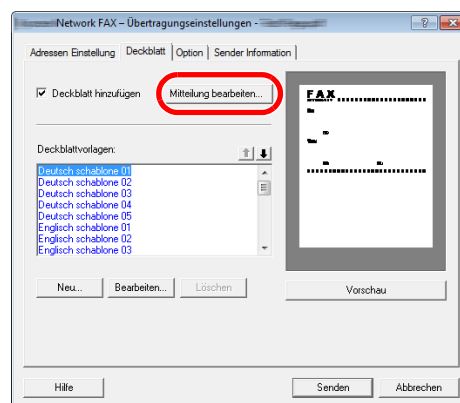 Network FAX – Übertragungseinstellungen -
Adressen Einstellung Deckblatt Option Sender Information
Deckblatt hinzufügen Mitteilung bearbeiten...
Deckblattvorlagen:
Deutsch schablone 01
Deutsch schablone 02
Deutsch schablone 03
Deutsch schablone 04
Deutsch schablone 05
Englisch schablone 01
Englisch schablone 02
Englisch schablone 03
FAX
Neu... Bearbeiten... Löschen
Vorschau
Hilfe Senden Abbrechen